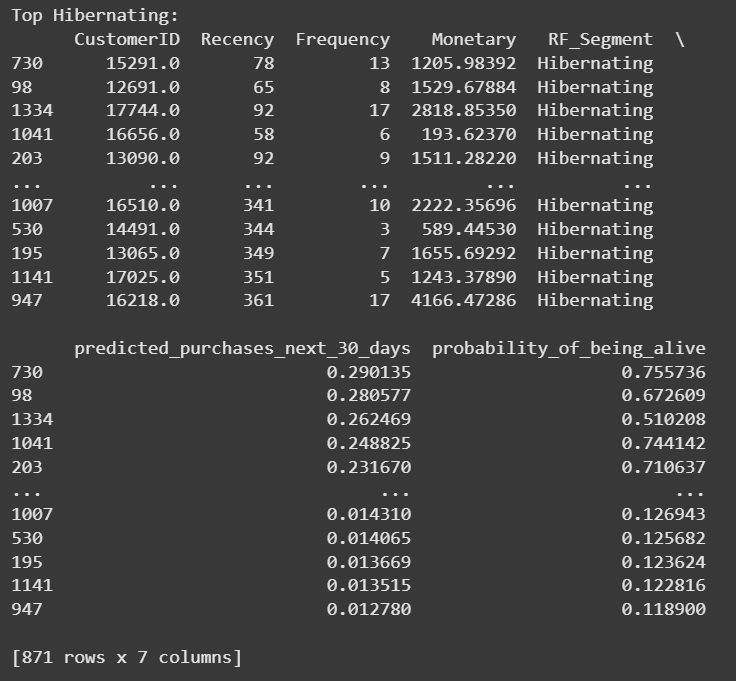 Top Hibernating:
CustomerID Recency Frequency Monetary RF_Segment \
730 15291.0 78 13 1205.98392 Hibernating
98 12691.0 65 8 1529.67884 Hibernating
1334 17744.0 92 17 2818.85350 Hibernating
1041 16656.0 58 6 193.62370 Hibernating
203 13090.0 92 9 1511.28220 Hibernating
... ... ... ... ... ...
1007 16510.0 341 10 2222.35696 Hibernating
530 14491.0 344 3 589.44530 Hibernating
195 13065.0 349 7 1655.69292 Hibernating
1141 17025.0 351 5 1243.37890 Hibernating
947 16218.0 361 17 4166.47286 Hibernating
predicted_purchases_next_30_days probability_of_being_alive
730 0.290135 0.755736
98 0.280577 0.672609
1334 0.262469 0.510208
1041 0.248825 0.744142
203 0.231670 0.710637
... ... ...
1007 0.014310 0.126943
530 0.014065 0.125682
195 0.013669 0.123624
1141 0.013515 0.122816
947 0.012780 0.118900
[871 rows x 7 columns]